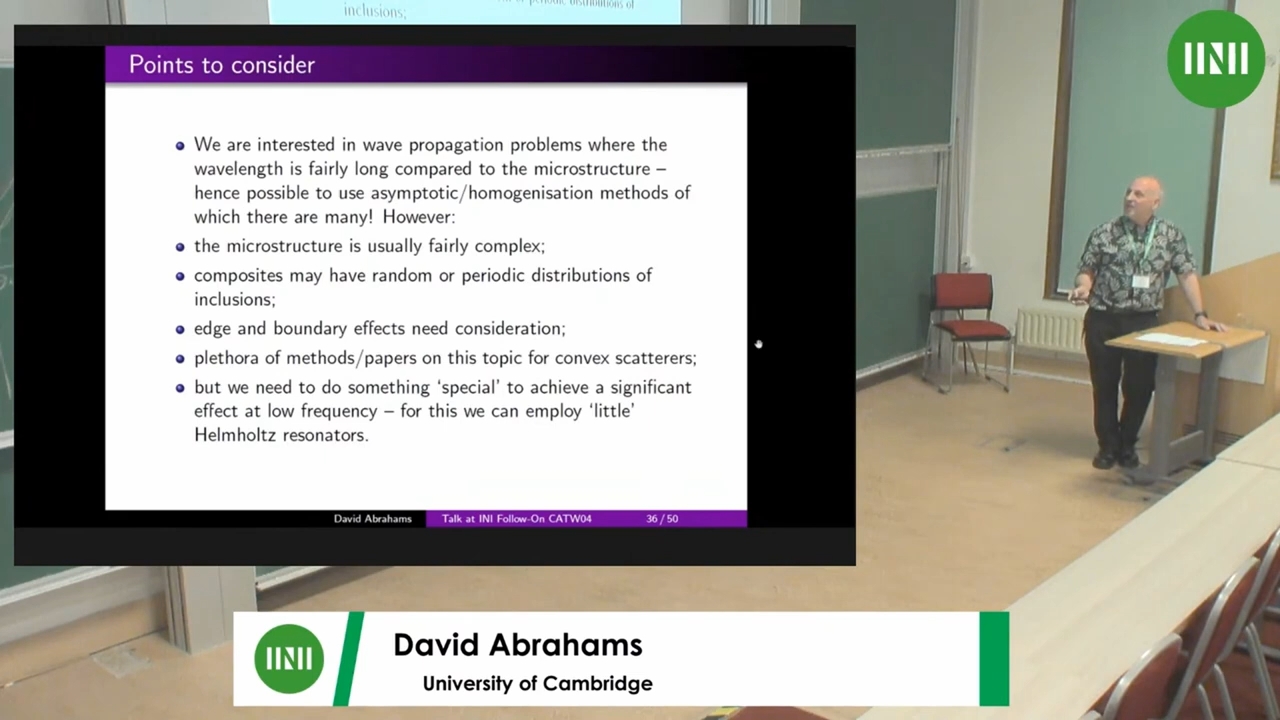 inclusions;
periodic distributions of
Points to consider
We are interested in wave propagation problems where the
wavelength is fairly long compared to the microstructure –
hence possible to use asymptotic/homogenisation methods of
which there are many! However:
the microstructure is usually fairly complex;
composites may have random or periodic distributions of
inclusions;
edge and boundary effects need consideration;
plethora of methods/papers on this topic for convex scatterers;
but we need to do something ‘special’ to achieve a significant
effect at low frequency – for this we can employ ‘little’
Helmholtz resonators.
David Abrahams Talk at INI Follow-On CATW04 36 / 50
David Abrahams
University of Cambridge